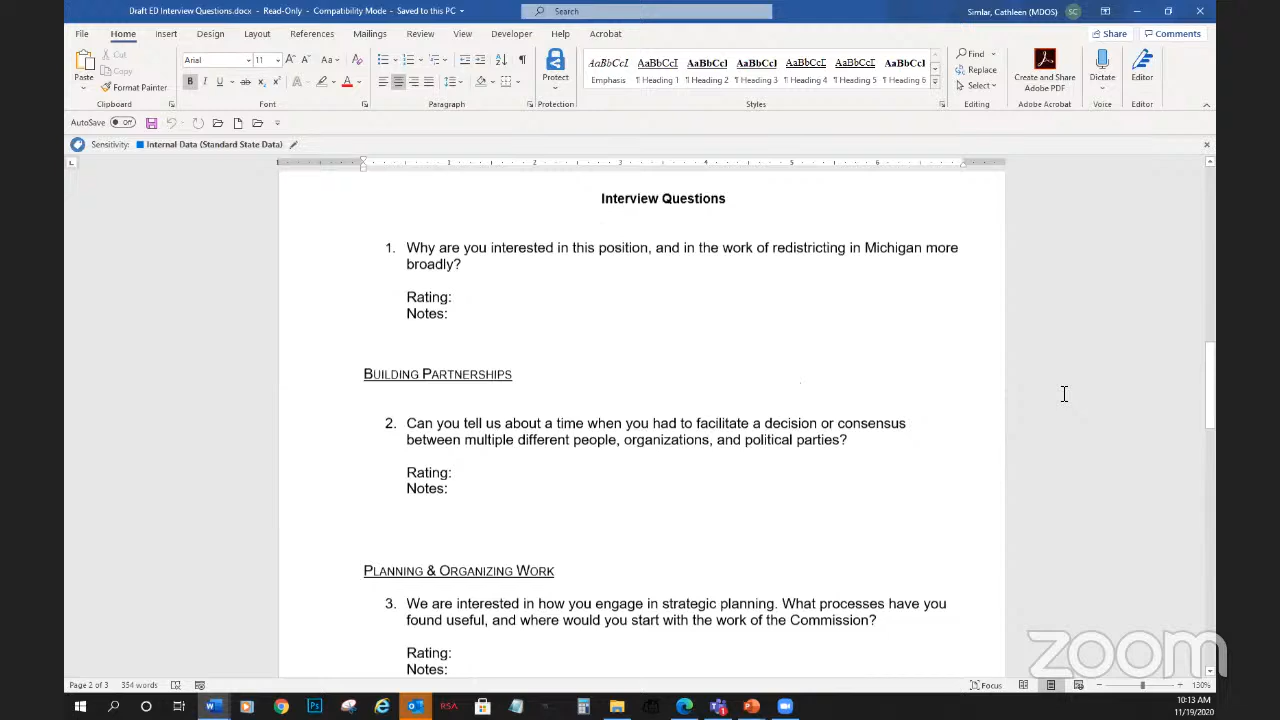 Draft ED Interview Questions.docx - Read-Only - Compatibility Mode - Saved to this PC
Search
Simlar, Cathleen (MDOS)
SC
File Home Insert Design Layout References Mailings Review View Developer Help Acrobat
Share Comments
Paste
Cut
Copy
Format Painter
Clipboard
Arial
11
Font
Paragraph
Protect
Protection
AaBbCcI AaBbCcI AaBbCcI AaBbCcI AaBbCcI AaBbCcI AaBbCcI
Emphasis ¶ Heading 1 ¶ Heading 2 ¶ Heading 3 ¶ Heading 4 ¶ Heading 5 ¶ Heading 6
Styles
Find
Replace
Select
Editing
Create and Share
Adobe PDF
Adobe Acrobat
Dictate
Voice
Editor
Editor
AutoSave Off
Sensitivity: Internal Data (Standard State Data)
1 2 3 4 5 6
Interview Questions
1. Why are you interested in this position, and in the work of redistricting in Michigan more
broadly?
Rating:
Notes:
BUILDING PARTNERSHIPS
2. Can you tell us about a time when you had to facilitate a decision or consensus
between multiple different people, organizations, and political parties?
Rating:
Notes:
PLANNING & ORGANIZING WORK
3. We are interested in how you engage in strategic planning. What processes have you
found useful, and where would you start with the work of the Commission?
Rating:
Notes:
zoom
Page 2 of 3 354 words
Focus
130%
RSA
10:13 AM
11/19/2020